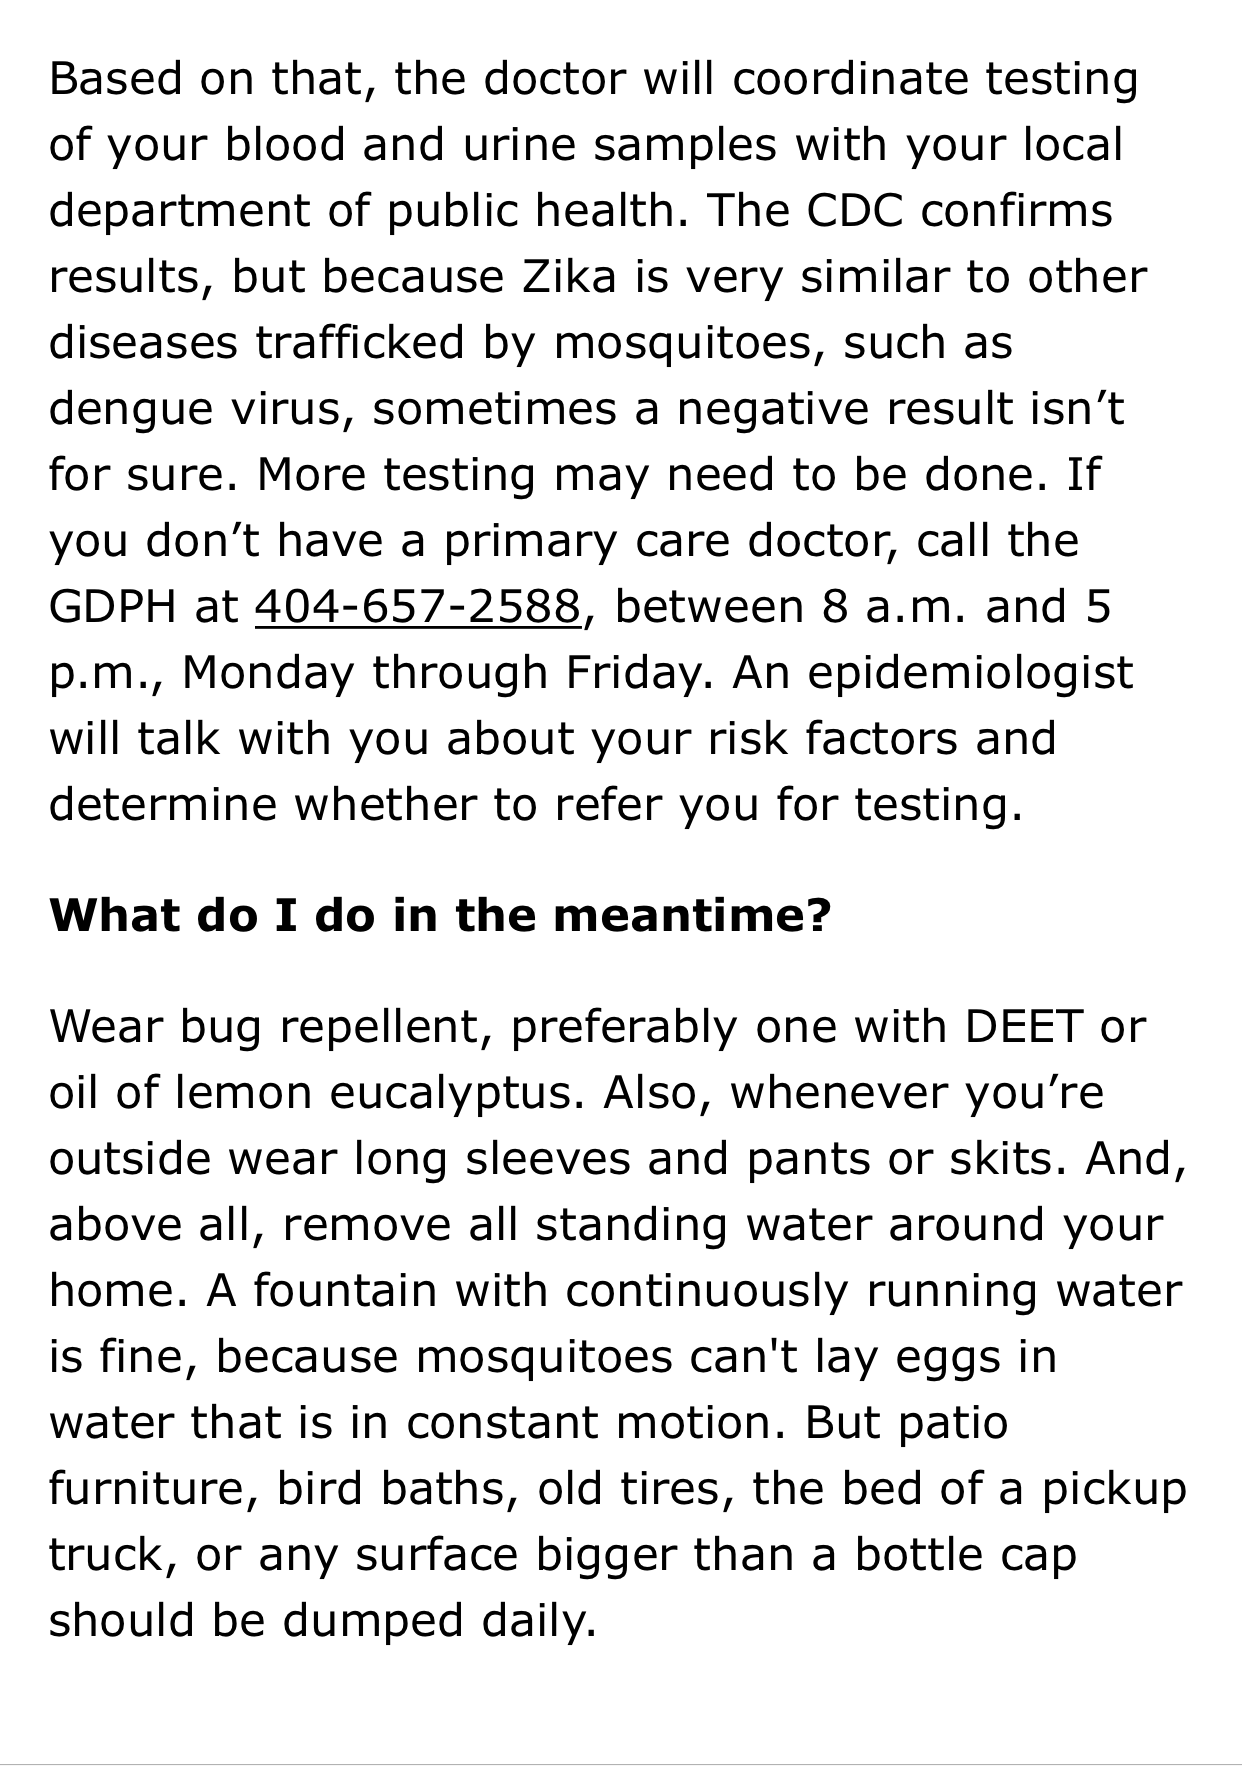 Based on that, the doctor will coordinate testing
of your blood and urine samples with your local
department of public health. The CDC confirms
results, but because Zika is very similar to other
diseases trafficked by mosquitoes, such as
dengue virus, sometimes a negative result isn’t
for sure. More testing may need to be done. If
you don’t have a primary care doctor, call the
GDPH at 404-657-2588, between 8 a.m. and 5
p.m., Monday through Friday. An epidemiologist
will talk with you about your risk factors and
determine whether to refer you for testing.
What do I do in the meantime?
Wear bug repellent, preferably one with DEET or
oil of lemon eucalyptus. Also, whenever you’re
outside wear long sleeves and pants or skits. And,
above all, remove all standing water around your
home. A fountain with continuously running water
is fine, because mosquitoes can't lay eggs in
water that is in constant motion. But patio
furniture, bird baths, old tires, the bed of a pickup
truck, or any surface bigger than a bottle cap
should be dumped daily.